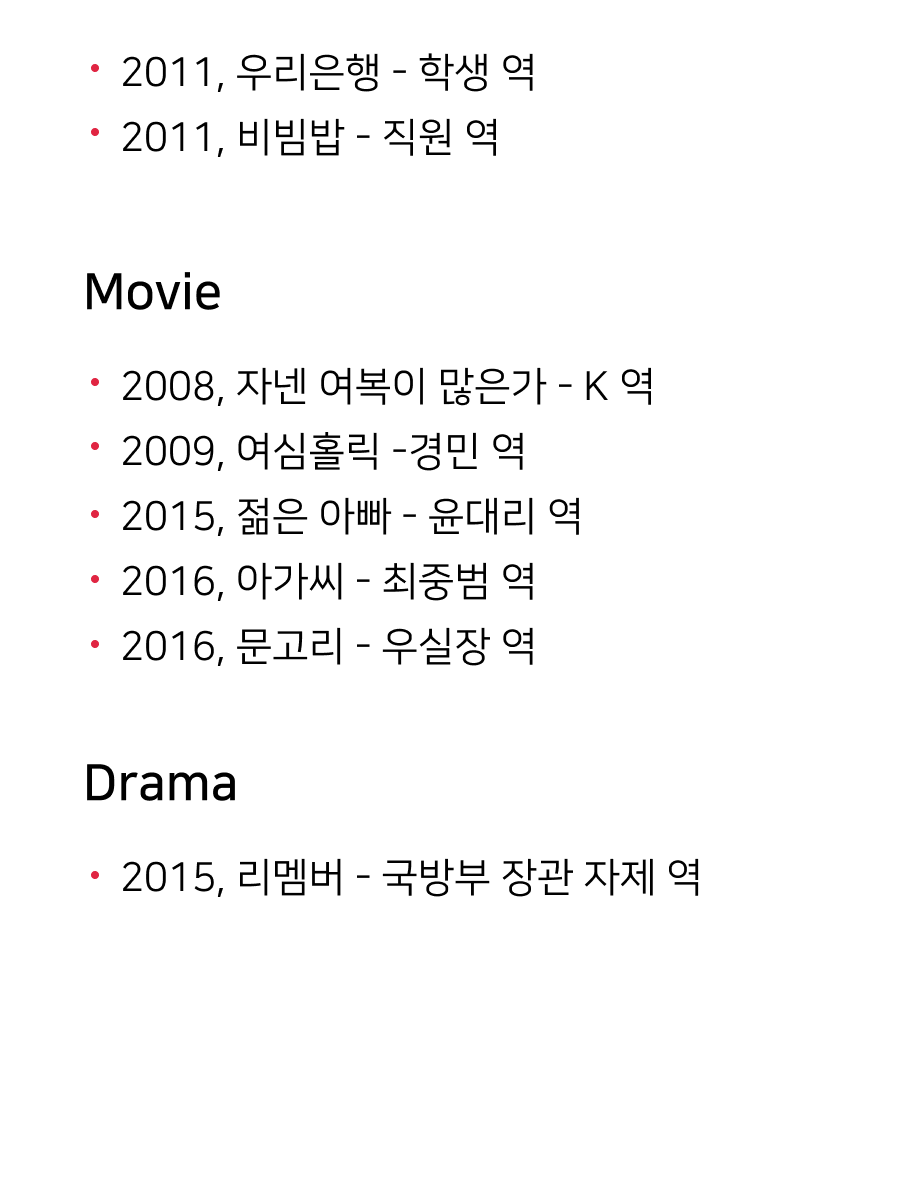 • 2011, 우리은행 - 학생 역
• 2011, 비빔밥 - 직원 역
Movie
• 2008, 자넨 여복이 많은가 - K 역
• 2009, 여심홀릭 -경민 역
• 2015, 젊은 아빠 - 윤대리 역
• 2016, 아가씨 - 최중범 역
• 2016, 문고리 - 우실장 역
Drama
• 2015, 리멤버 - 국방부 장관 자제 역